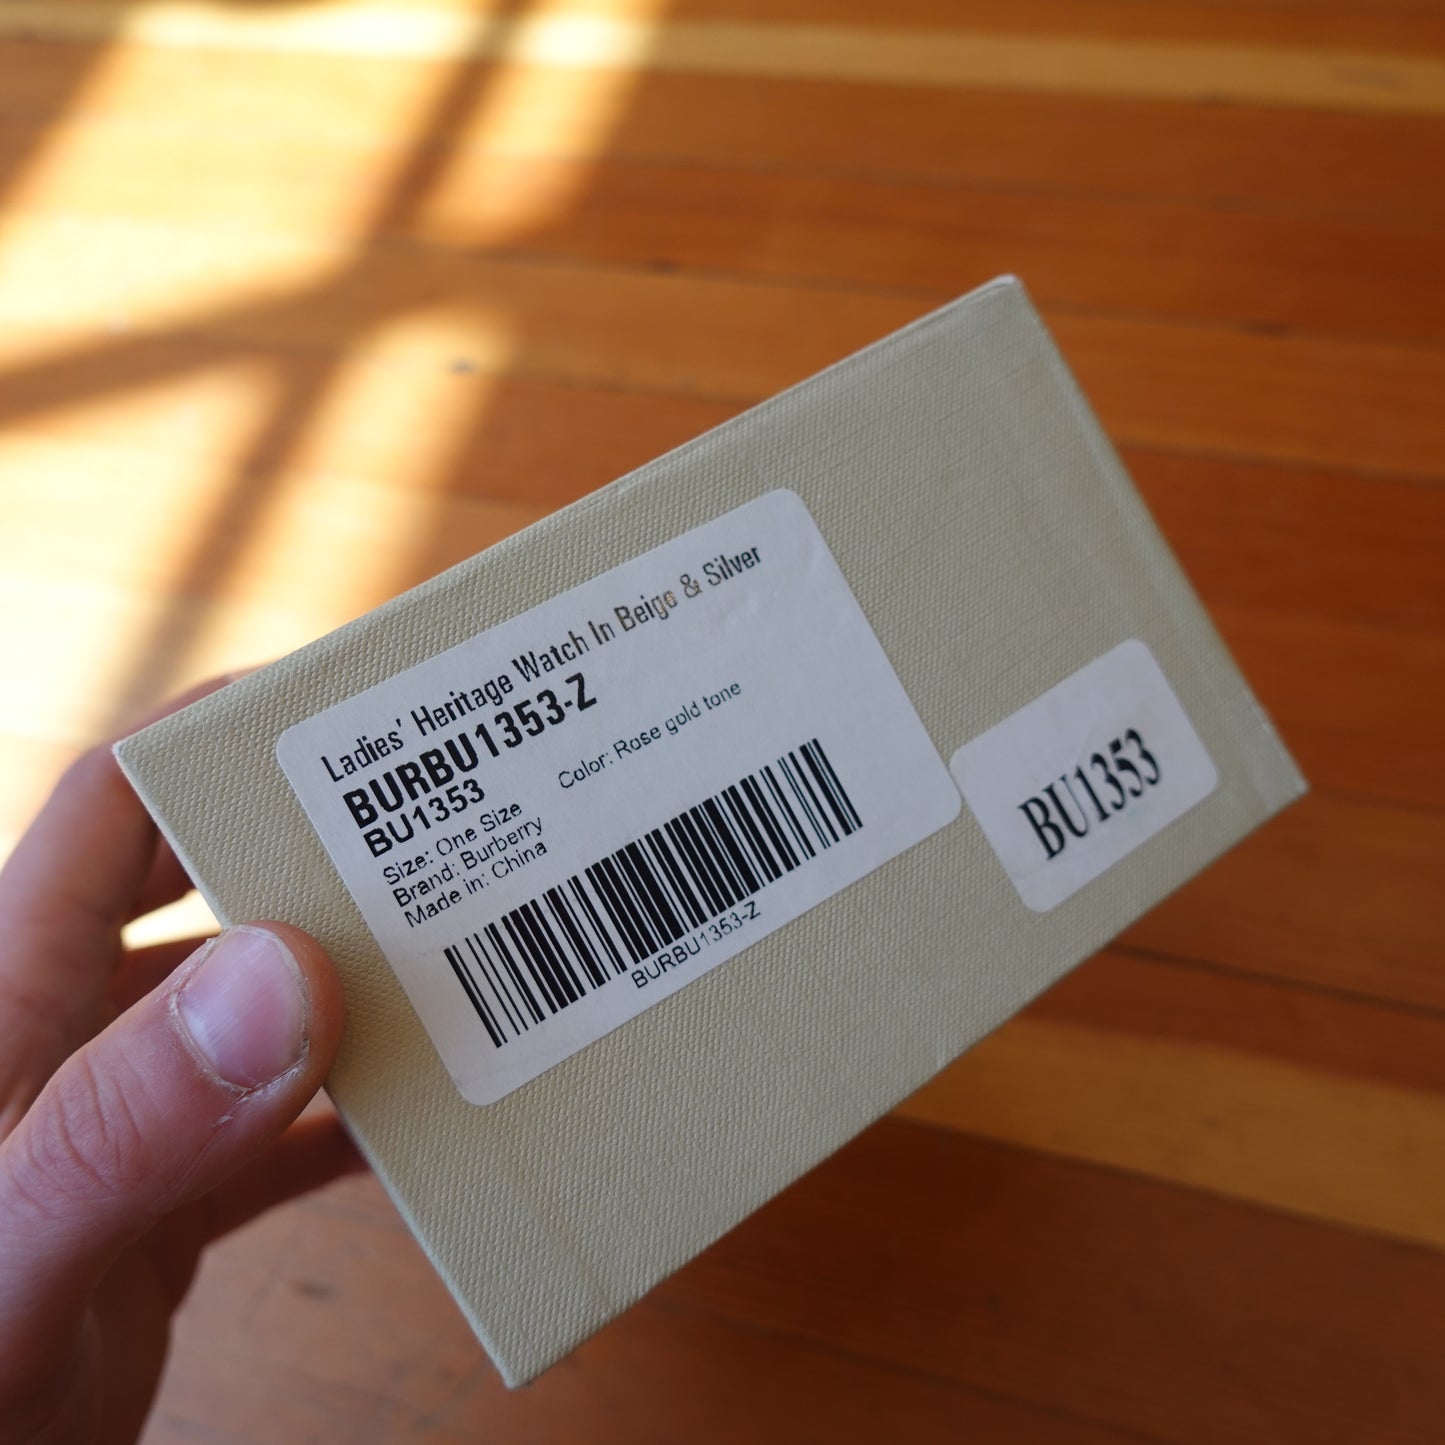 Ladies' Heritage Watch In Beige & Silver
BURBU1353-Z
BU1353
Color: Rose gold tone
Size: One Size
Brand: Burberry
Made in: China
BURBU1353-Z
BU1353